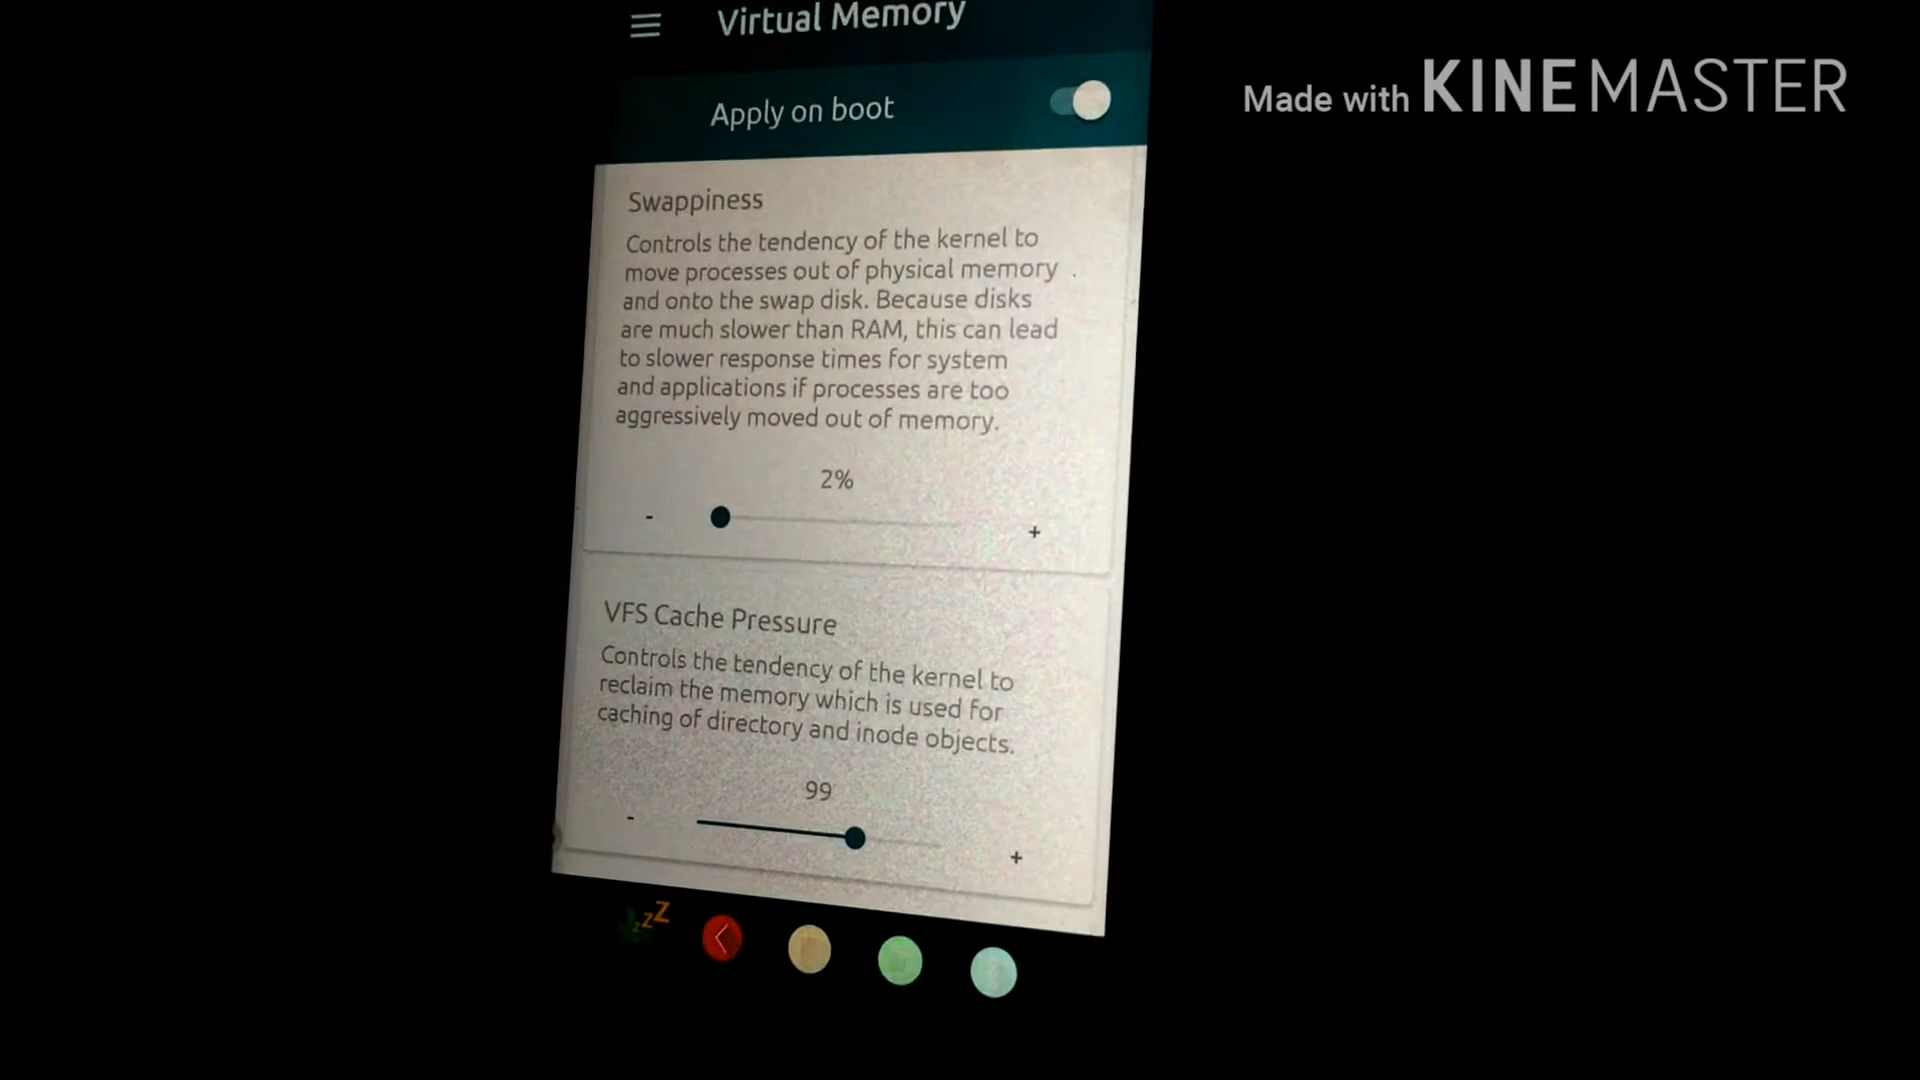 Virtual Memory
Made with KINEMASTER
Apply on boot
Swappiness
Controls the tendency of the kernel to
move processes out of physical memory
and onto the swap disk. Because disks
are much slower than RAM, this can lead
to slower response times for system
and applications if processes are too
aggressively moved out of memory.
2%
- +
VFS Cache Pressure
Controls the tendency of the kernel to
reclaim the memory which is used for
caching of directory and inode objects.
99
- +
zzZ